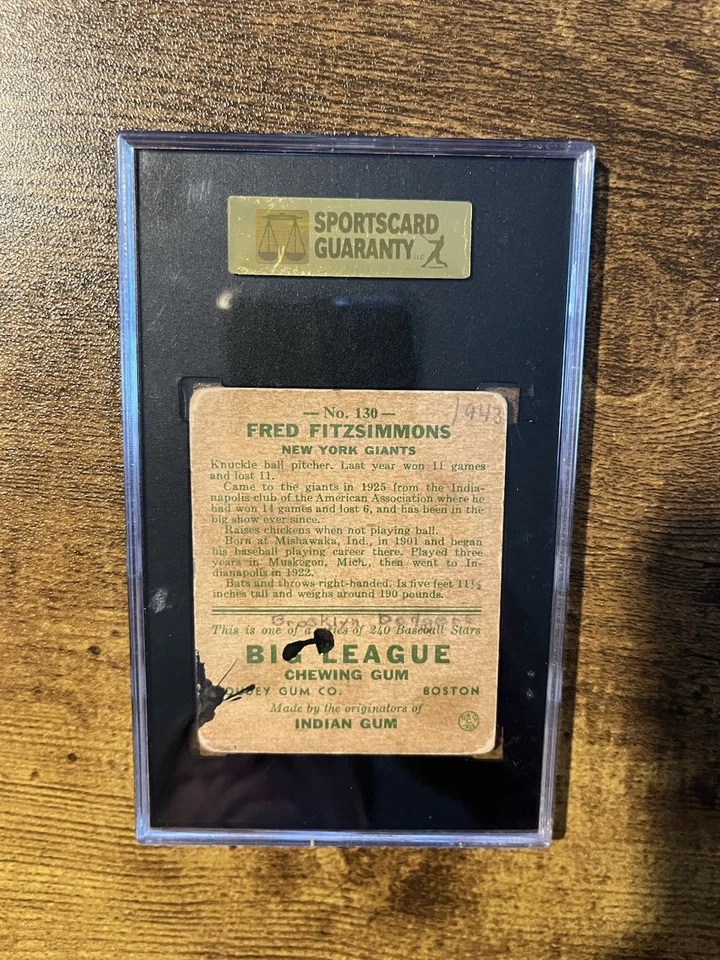 SPORTSCARD
GUARANTY LLC
— No. 130 —
1943
FRED FITZSIMMONS
NEW YORK GIANTS
Knuckle ball pitcher. Last year won 11 games
and lost 11.
Came to the giants in 1925 from the India-
napolis club of the American Association where he
had won 14 games and lost 6, and has been in the
big show ever since.
Raises chickens when not playing ball.
Born at Mishawaka, Ind., in 1901 and began
his baseball playing career there. Played three
years in Muskegon, Mich., then went to In-
dianapolis in 1922.
Bats and throws right-handed. Is five feet 11½
inches tall and weighs around 190 pounds.
Brooklyn Dodgers
This is one of a series of 240 Baseball Stars
BIG LEAGUE
CHEWING GUM
GOUDEY GUM CO. BOSTON
Made by the originators of
INDIAN GUM